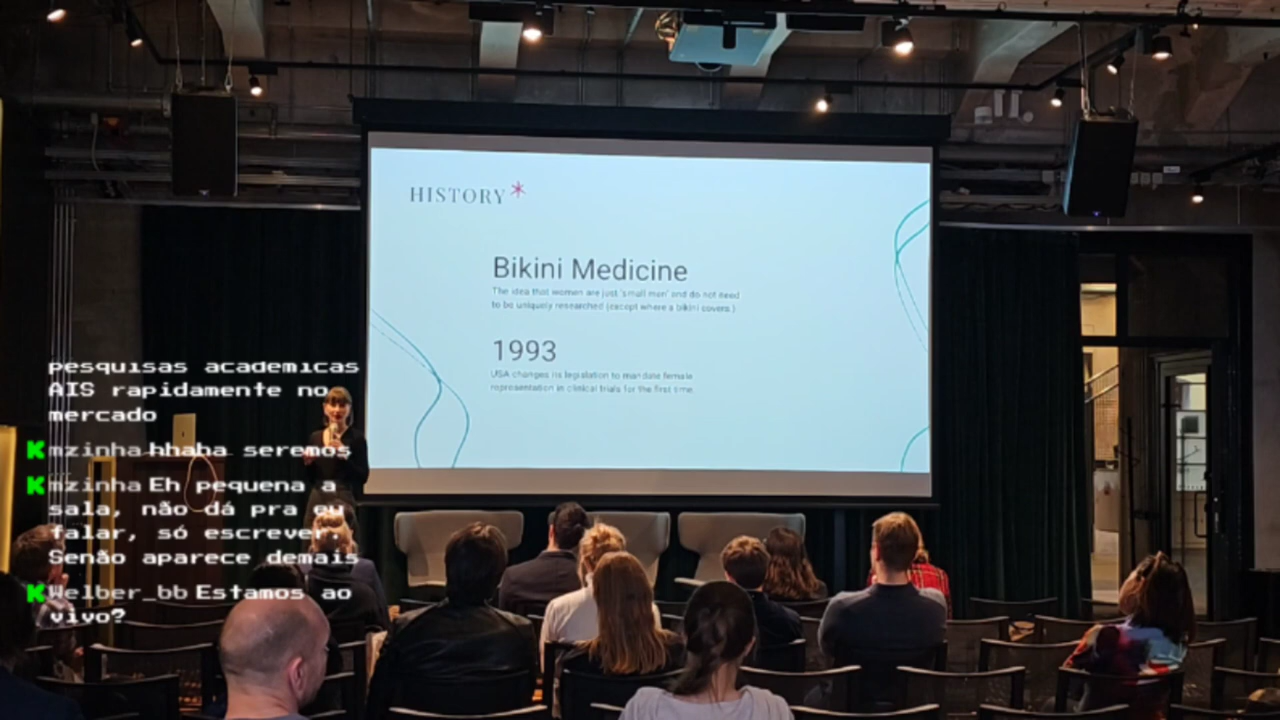 HISTORY*
Bikini Medicine
The idea that women are just 'small men' and do not need
to be uniquely researched (except where a bikini covers.)
1993
USA changes its legislation to mandate female
representation in clinical trials for the first time.
pesquisas academicas
AIS rapidamente no
mercado
K mzinha hhaha seremos
K mzinha Eh pequena a
sala, não dá pra eu
falar, só escrever.
Senão aparece demais
K Welber_bb Estamos ao
vivo?